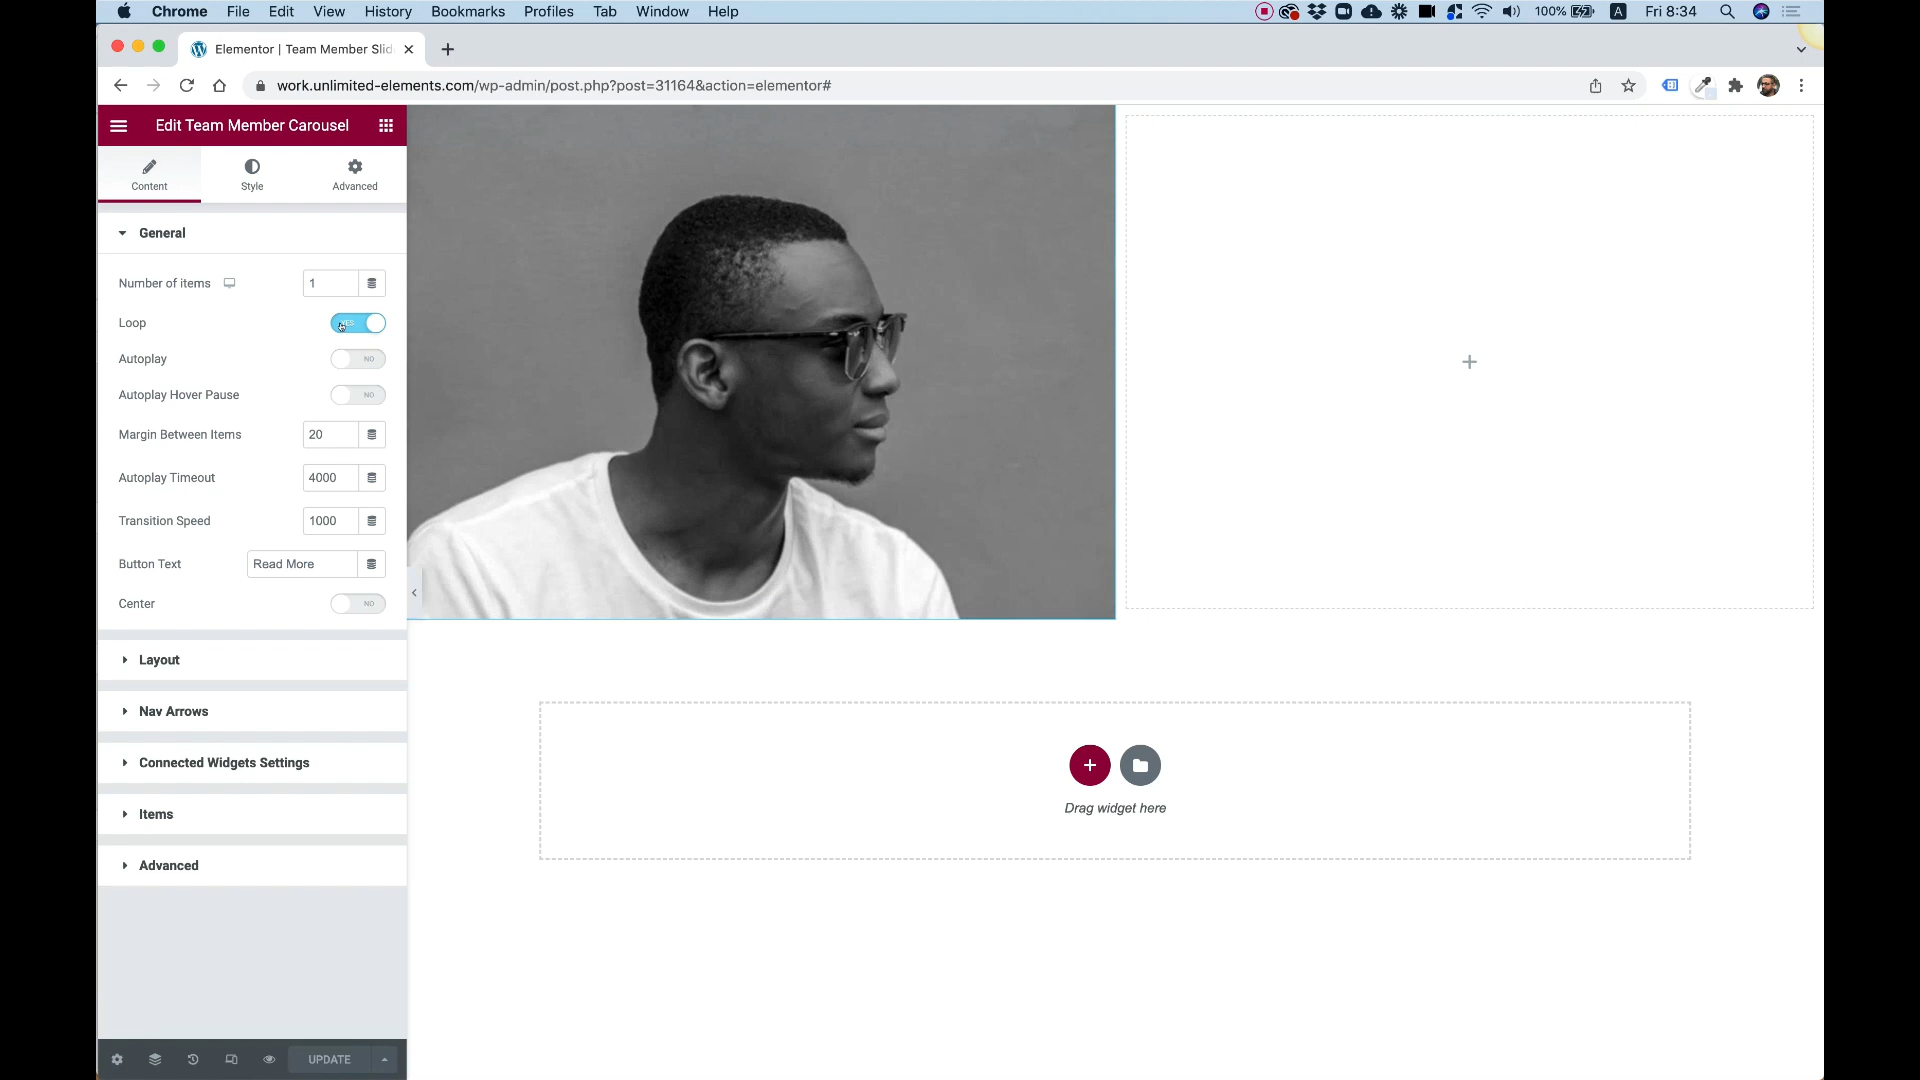 Chrome File Edit View History Bookmarks Profiles Tab Window Help 100% A Fri 8:34
Elementor | Team Member Slid
work.unlimited-elements.com/wp-admin/post.php?post=31164&action=elementor#
Edit Team Member Carousel
Content Style Advanced
General
Number of items 1
Loop YES
Autoplay NO
Autoplay Hover Pause NO
Margin Between Items 20
Autoplay Timeout 4000
Transition Speed 1000
Button Text Read More
Center NO
Layout
Nav Arrows
Connected Widgets Settings
Items
Advanced
Drag widget here
UPDATE